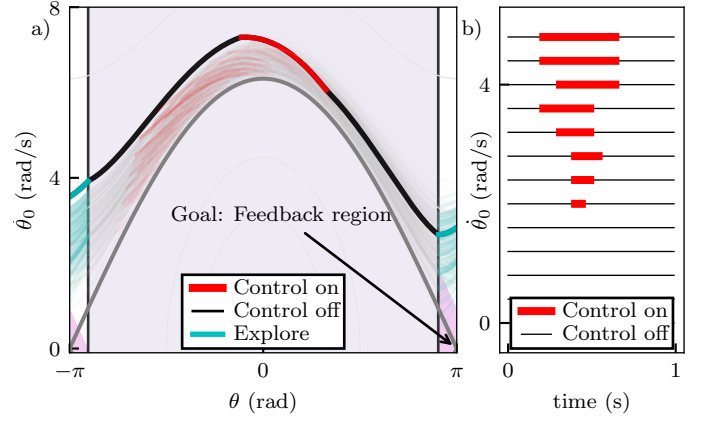 a)
8
4
0
θ̇₀ (rad/s)
Goal: Feedback region
Control on
Control off
Explore
−π
0
π
θ (rad)
b)
4
0
θ̇₀ (rad/s)
Control on
Control off
0
1
time (s)